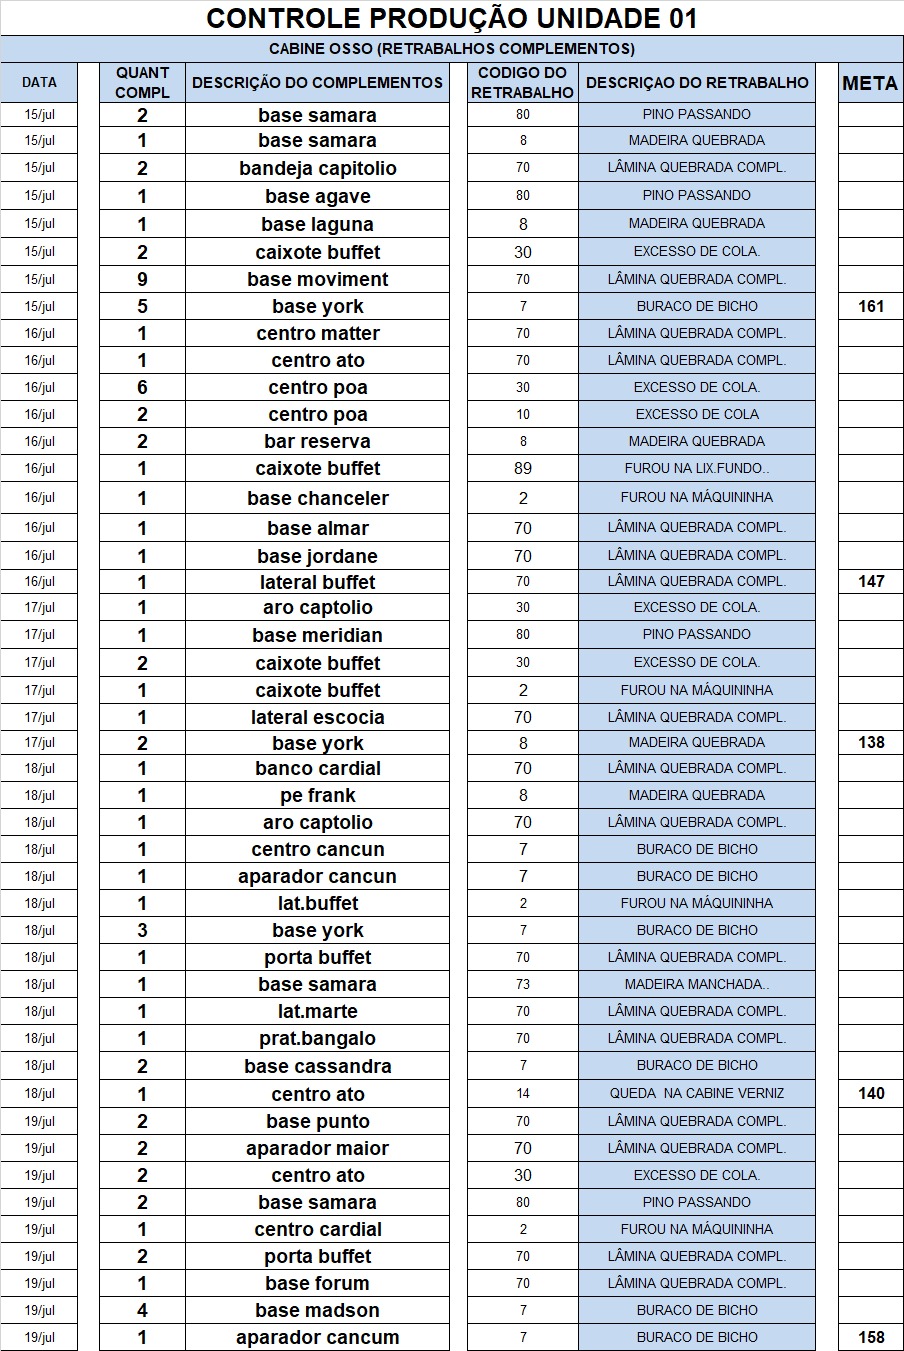 CONTROLE PRODUÇÃO UNIDADE 01
CABINE OSSO (RETRABALHOS COMPLEMENTOS)
DATA QUANT COMPL DESCRIÇÃO DO COMPLEMENTOS CODIGO DO RETRABALHO DESCRIÇAO DO RETRABALHO META
15/jul 2 base samara 80 PINO PASSANDO
15/jul 1 base samara 8 MADEIRA QUEBRADA
15/jul 2 bandeja capitolio 70 LÂMINA QUEBRADA COMPL.
15/jul 1 base agave 80 PINO PASSANDO
15/jul 1 base laguna 8 MADEIRA QUEBRADA
15/jul 2 caixote buffet 30 EXCESSO DE COLA.
15/jul 9 base moviment 70 LÂMINA QUEBRADA COMPL.
15/jul 5 base york 7 BURACO DE BICHO 161
16/jul 1 centro matter 70 LÂMINA QUEBRADA COMPL.
16/jul 1 centro ato 70 LÂMINA QUEBRADA COMPL.
16/jul 6 centro poa 30 EXCESSO DE COLA.
16/jul 2 centro poa 10 EXCESSO DE COLA
16/jul 2 bar reserva 8 MADEIRA QUEBRADA
16/jul 1 caixote buffet 89 FUROU NA LIX.FUNDO..
16/jul 1 base chanceler 2 FUROU NA MÁQUININHA
16/jul 1 base almar 70 LÂMINA QUEBRADA COMPL.
16/jul 1 base jordane 70 LÂMINA QUEBRADA COMPL.
16/jul 1 lateral buffet 70 LÂMINA QUEBRADA COMPL. 147
17/jul 1 aro captolio 30 EXCESSO DE COLA.
17/jul 1 base meridian 80 PINO PASSANDO
17/jul 2 caixote buffet 30 EXCESSO DE COLA.
17/jul 1 caixote buffet 2 FUROU NA MÁQUININHA
17/jul 1 lateral escocia 70 LÂMINA QUEBRADA COMPL.
17/jul 2 base york 8 MADEIRA QUEBRADA 138
18/jul 1 banco cardial 70 LÂMINA QUEBRADA COMPL.
18/jul 1 pe frank 8 MADEIRA QUEBRADA
18/jul 1 aro captolio 70 LÂMINA QUEBRADA COMPL.
18/jul 1 centro cancun 7 BURACO DE BICHO
18/jul 1 aparador cancun 7 BURACO DE BICHO
18/jul 1 lat.buffet 2 FUROU NA MÁQUININHA
18/jul 3 base york 7 BURACO DE BICHO
18/jul 1 porta buffet 70 LÂMINA QUEBRADA COMPL.
18/jul 1 base samara 73 MADEIRA MANCHADA..
18/jul 1 lat.marte 70 LÂMINA QUEBRADA COMPL.
18/jul 1 prat.bangalo 70 LÂMINA QUEBRADA COMPL.
18/jul 2 base cassandra 7 BURACO DE BICHO
18/jul 1 centro ato 14 QUEDA NA CABINE VERNIZ 140
19/jul 2 base punto 70 LÂMINA QUEBRADA COMPL.
19/jul 2 aparador maior 70 LÂMINA QUEBRADA COMPL.
19/jul 2 centro ato 30 EXCESSO DE COLA.
19/jul 2 base samara 80 PINO PASSANDO
19/jul 1 centro cardial 2 FUROU NA MÁQUININHA
19/jul 2 porta buffet 70 LÂMINA QUEBRADA COMPL.
19/jul 1 base forum 70 LÂMINA QUEBRADA COMPL.
19/jul 4 base madson 7 BURACO DE BICHO
19/jul 1 aparador cancum 7 BURACO DE BICHO 158